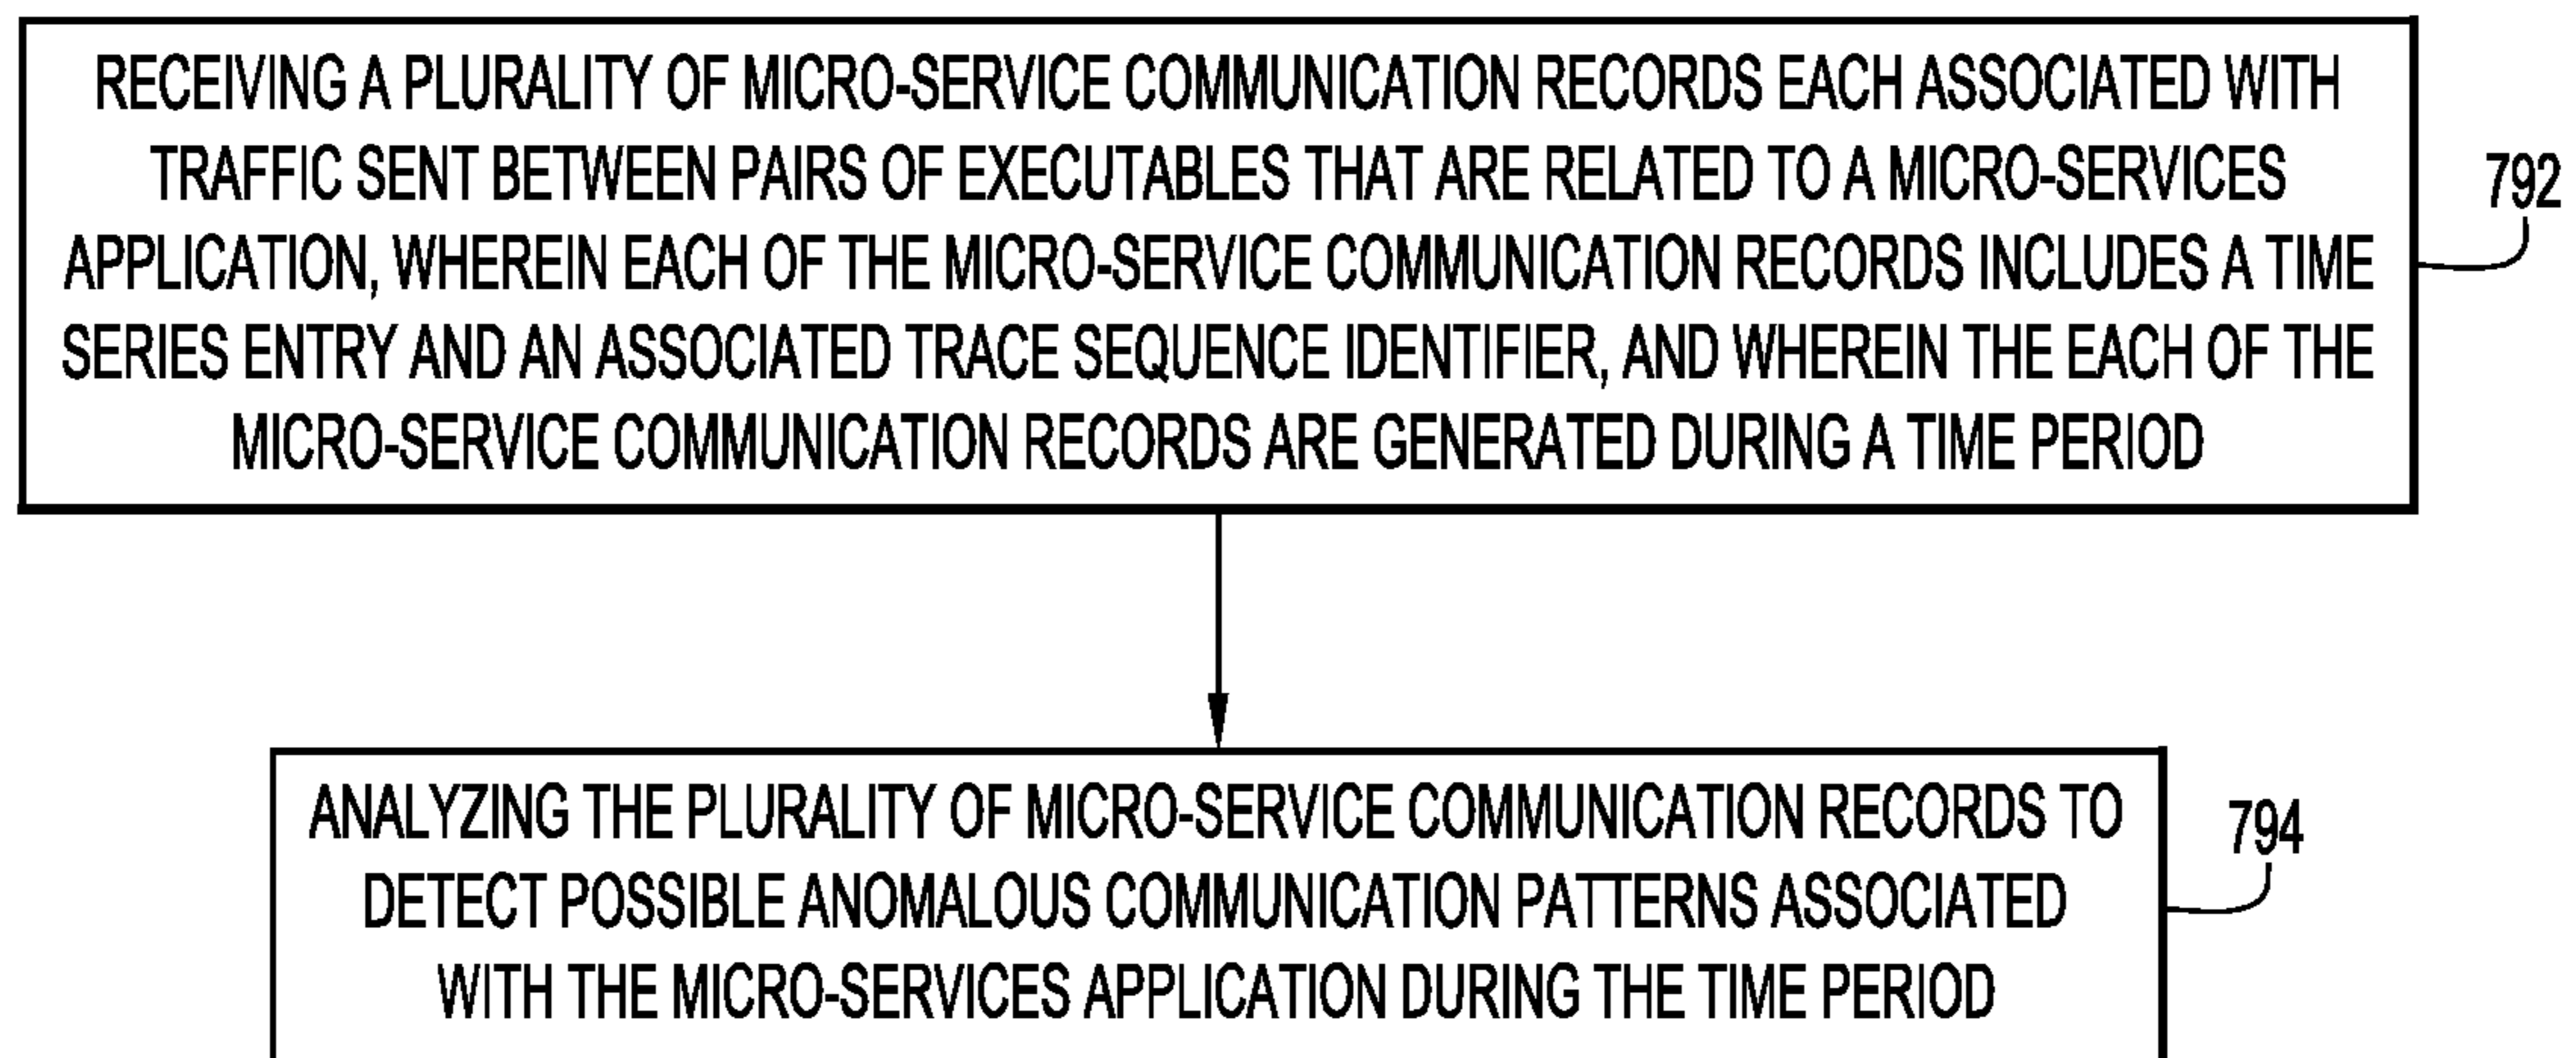 RECEIVING A PLURALITY OF MICRO-SERVICE COMMUNICATION RECORDS EACH ASSOCIATED WITH
TRAFFIC SENT BETWEEN PAIRS OF EXECUTABLES THAT ARE RELATED TO A MICRO-SERVICES
APPLICATION, WHEREIN EACH OF THE MICRO-SERVICE COMMUNICATION RECORDS INCLUDES A TIME
SERIES ENTRY AND AN ASSOCIATED TRACE SEQUENCE IDENTIFIER, AND WHEREIN THE EACH OF THE
MICRO-SERVICE COMMUNICATION RECORDS ARE GENERATED DURING A TIME PERIOD
792
ANALYZING THE PLURALITY OF MICRO-SERVICE COMMUNICATION RECORDS TO
DETECT POSSIBLE ANOMALOUS COMMUNICATION PATTERNS ASSOCIATED
WITH THE MICRO-SERVICES APPLICATION DURING THE TIME PERIOD
794